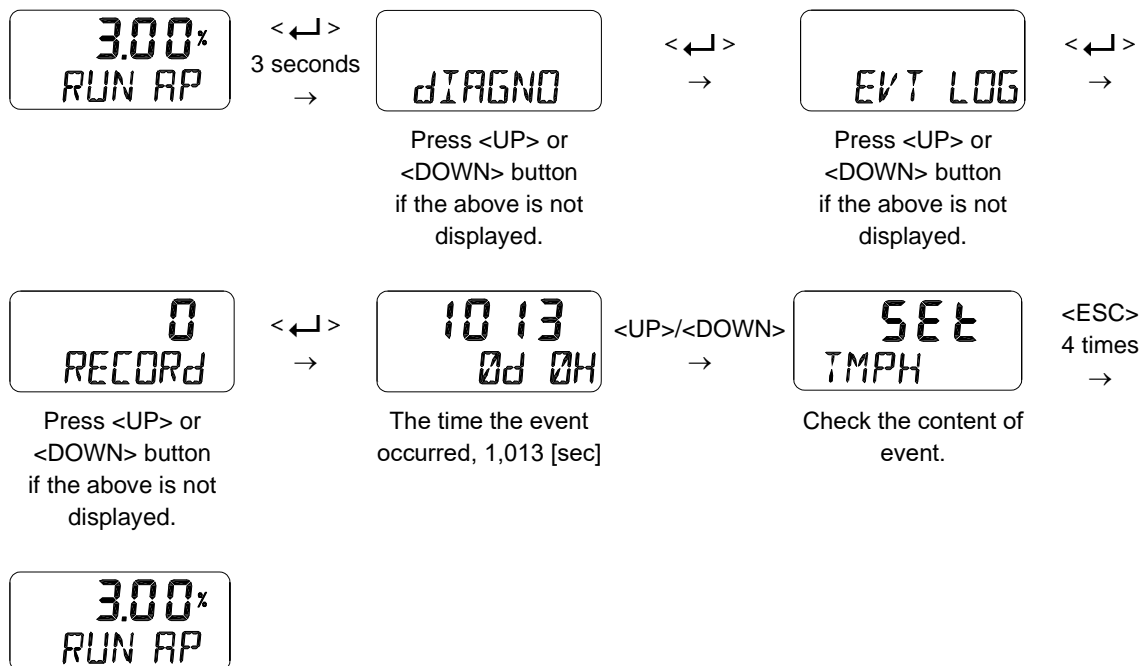 3.00%
RUN AP
< ↵ >
3 seconds
→
dIAGNO
Press <UP> or
<DOWN> button
if the above is not
displayed.
< ↵ >
→
EVT LOG
Press <UP> or
<DOWN> button
if the above is not
displayed.
< ↵ >
→
0
RECORd
Press <UP> or
<DOWN> button
if the above is not
displayed.
< ↵ >
→
1013
0d 0H
The time the event
occurred, 1,013 [sec]
<UP>/<DOWN>
→
SEt
TMPH
Check the content of
event.
<ESC>
4 times
→
3.00%
RUN AP